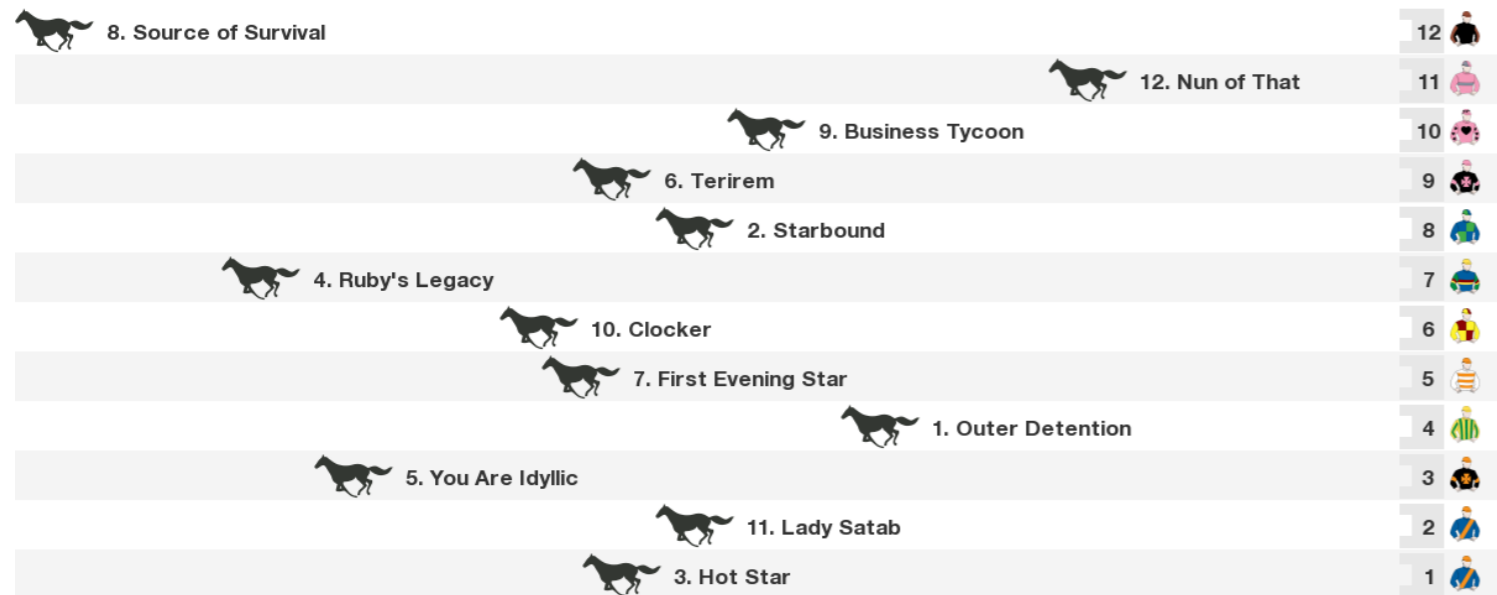 8. Source of Survival 12
12. Nun of That 11
9. Business Tycoon 10
6. Terirem 9
2. Starbound 8
4. Ruby's Legacy 7
10. Clocker 6
7. First Evening Star 5
1. Outer Detention 4
5. You Are Idyllic 3
11. Lady Satab 2
3. Hot Star 1